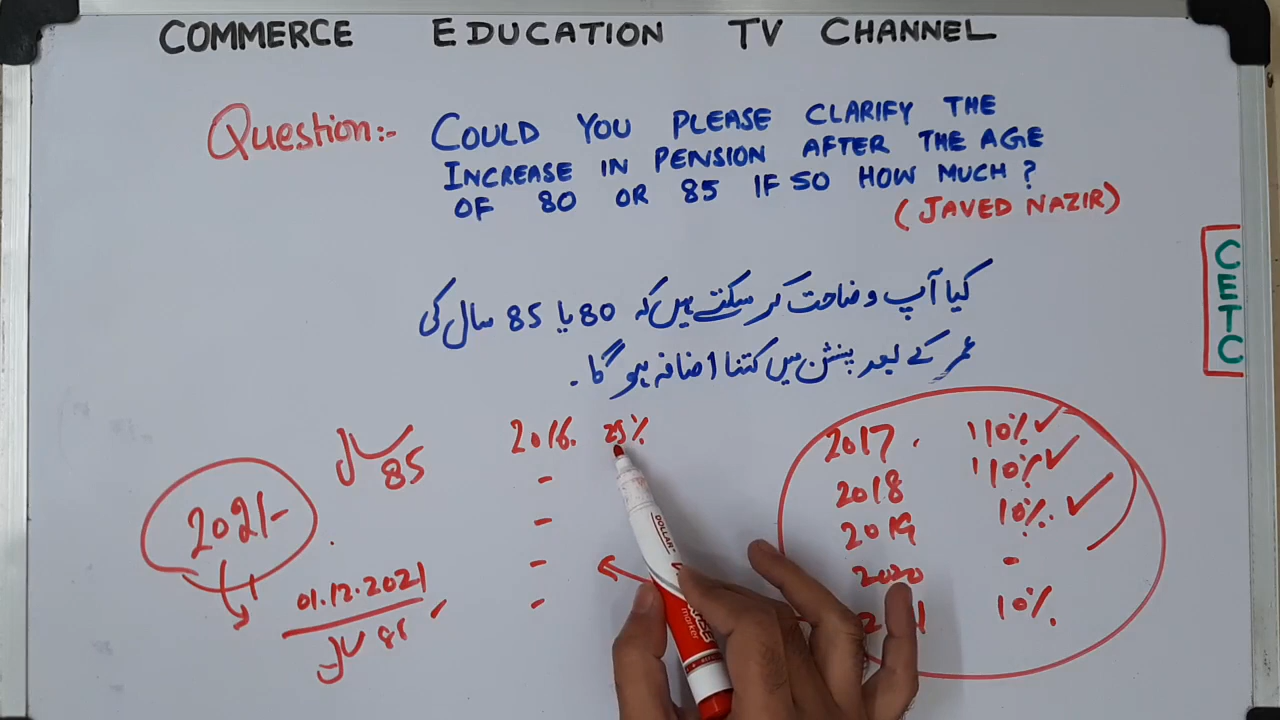 COMMERCE EDUCATION TV CHANNEL
Question:- COULD YOU PLEASE CLARIFY THE
INCREASE IN PENSION AFTER THE AGE
OF 80 OR 85 IF SO HOW MUCH?
(JAVED NAZIR)
کیا آپ وضاحت کر سکتے ہیں کہ 80 یا 85 سال کی
عمر کے بعد پنشن میں کتنا اضافہ ہو گا۔
CETC
85 سال
2016. 25%
2017. 10%
2018 10%
2019 10%.
2020 -
10%.
2021-
01.12.2021
سال